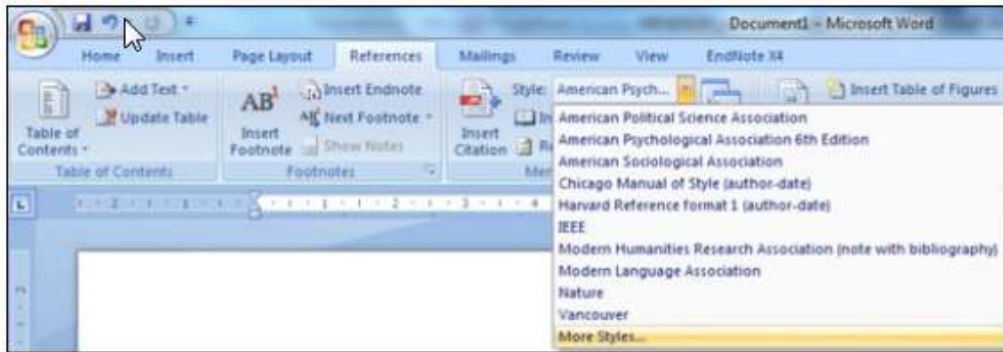 Document1 - Microsoft Word
Home Insert Page Layout References Mailings Review View EndNote X4
Table of Contents
Add Text
Update Table
Table of Contents
AB1
Insert Footnote
Insert Endnote
AB Next Footnote
Show Notes
Footnotes
Insert Citation
Style: American Psych...
Insert Table of Figures
American Political Science Association
American Psychological Association 6th Edition
American Sociological Association
Chicago Manual of Style (author-date)
Harvard Reference format 1 (author-date)
IEEE
Modern Humanities Research Association (note with bibliography)
Modern Language Association
Nature
Vancouver
More Styles...